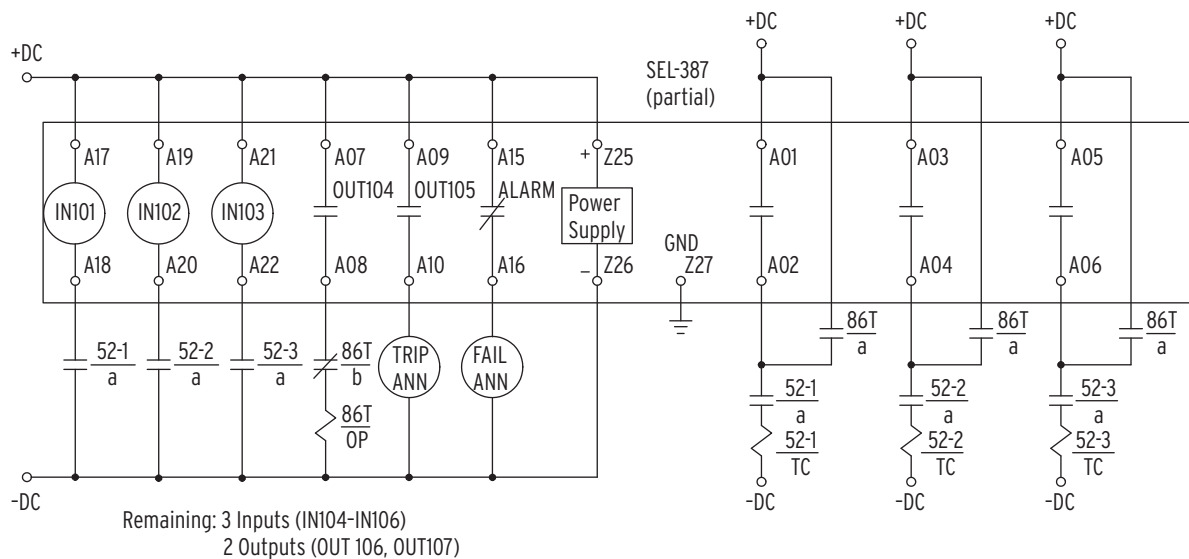 +DC
+DC
+DC
+DC
SEL-387
(partial)
A17
A19
A21
A07
A09
A15
+
Z25
A01
A03
A05
OUT104
OUT105
ALARM
IN101
IN102
IN103
Power
Supply
GND
A18
A20
A22
A08
A10
A16
–
Z26
Z27
A02
A04
A06
52-1
a
52-2
a
52-3
a
86T
b
TRIP
ANN
FAIL
ANN
86T
a
86T
a
86T
a
86T
OP
52-1
a
52-2
a
52-3
a
52-1
TC
52-2
TC
52-3
TC
–DC
–DC
–DC
–DC
Remaining: 3 Inputs (IN104-IN106)
2 Outputs (OUT 106, OUT107)